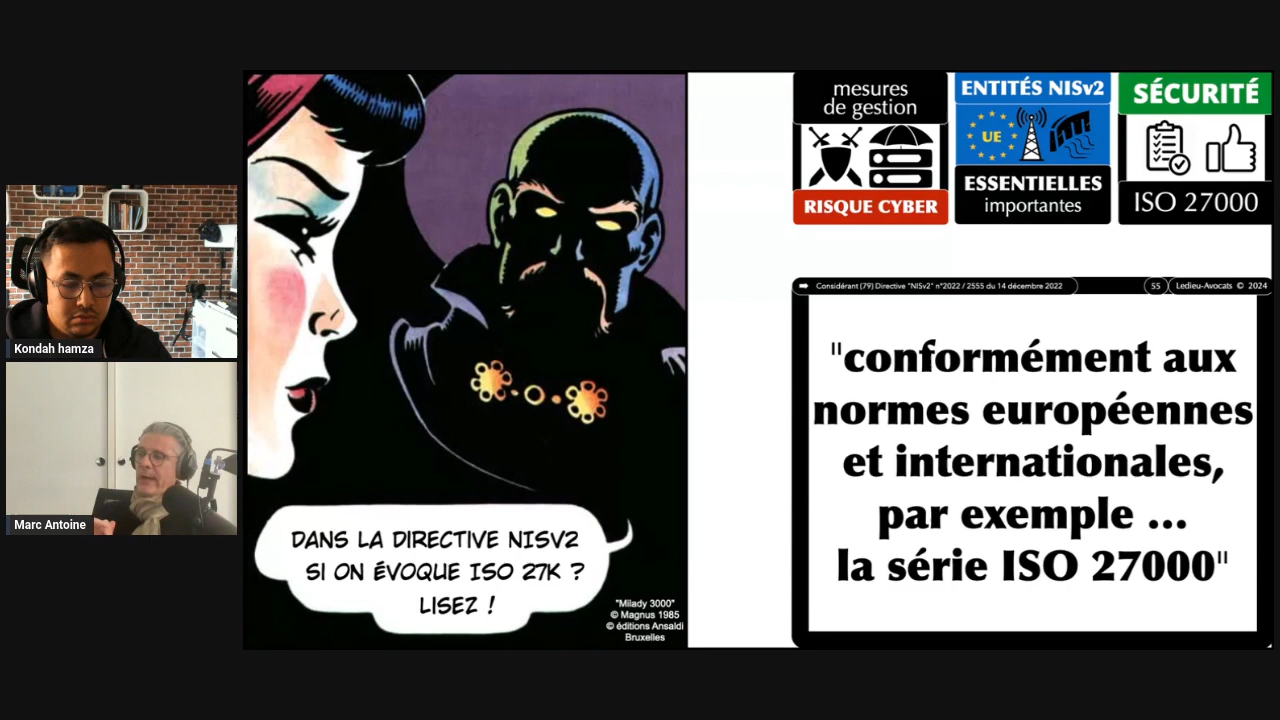 Kondah hamza
Marc Antoine
DANS LA DIRECTIVE NISV2
SI ON ÉVOQUE ISO 27K ?
LISEZ !
"Milady 3000"
© Magnus 1985
© éditions Ansaldi
Bruxelles
mesures
de gestion
RISQUE CYBER
ENTITÉS NISv2
UE
ESSENTIELLES
importantes
SÉCURITÉ
ISO 27000
Considérant (79) Directive "NISv2" n°2022 / 2555 du 14 décembre 2022
55
Ledieu-Avocats © 2024
"conformément aux
normes européennes
et internationales,
par exemple ...
la série ISO 27000"